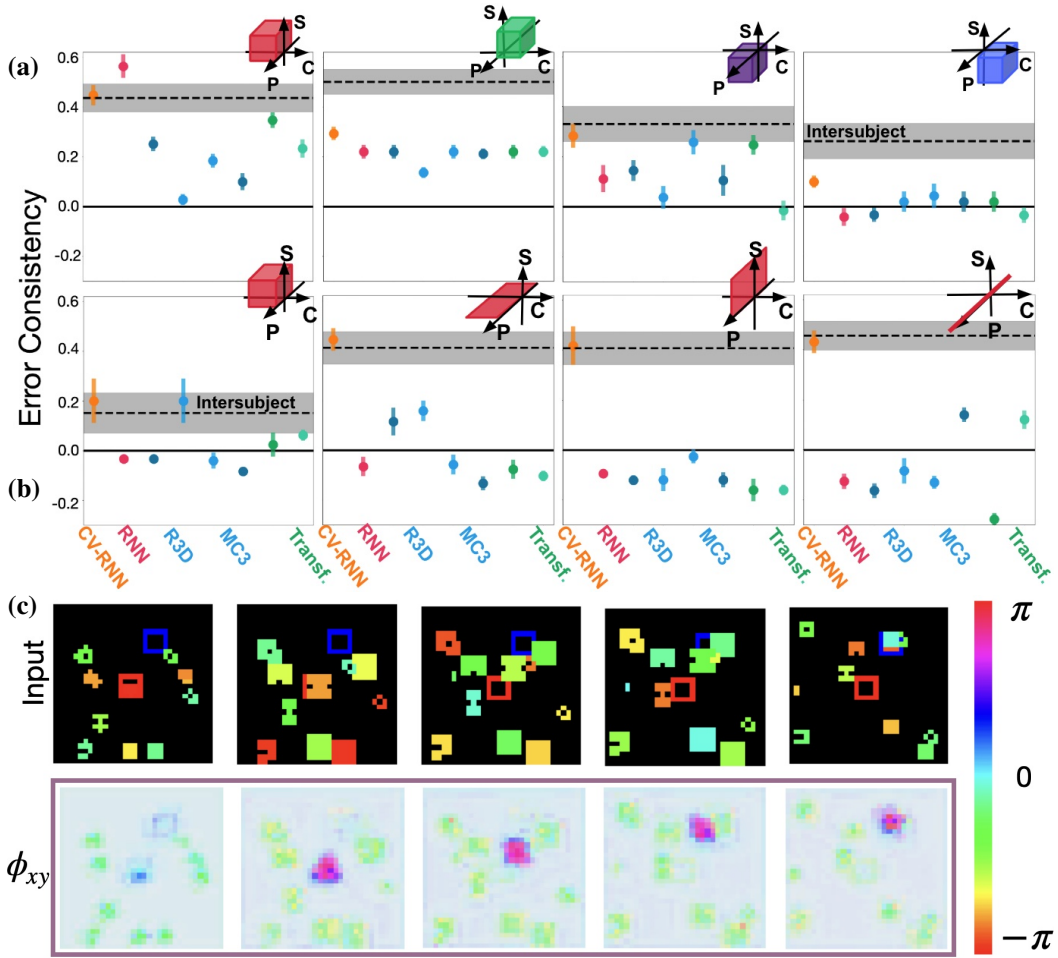 (a)
Error Consistency
0.6
0.4
0.2
0.0
-0.2
S
C
P
S
C
P
S
C
P
S
C
P
Intersubject
(b)
0.6
0.4
0.2
0.0
-0.2
S
C
P
Intersubject
S
C
P
S
C
P
S
C
P
CV-RNN
RNN
R3D
MC3
Transf.
CV-RNN
RNN
R3D
MC3
Transf.
CV-RNN
RNN
R3D
MC3
Transf.
CV-RNN
RNN
R3D
MC3
Transf.
(c)
Input
ϕxy
π
0
−π